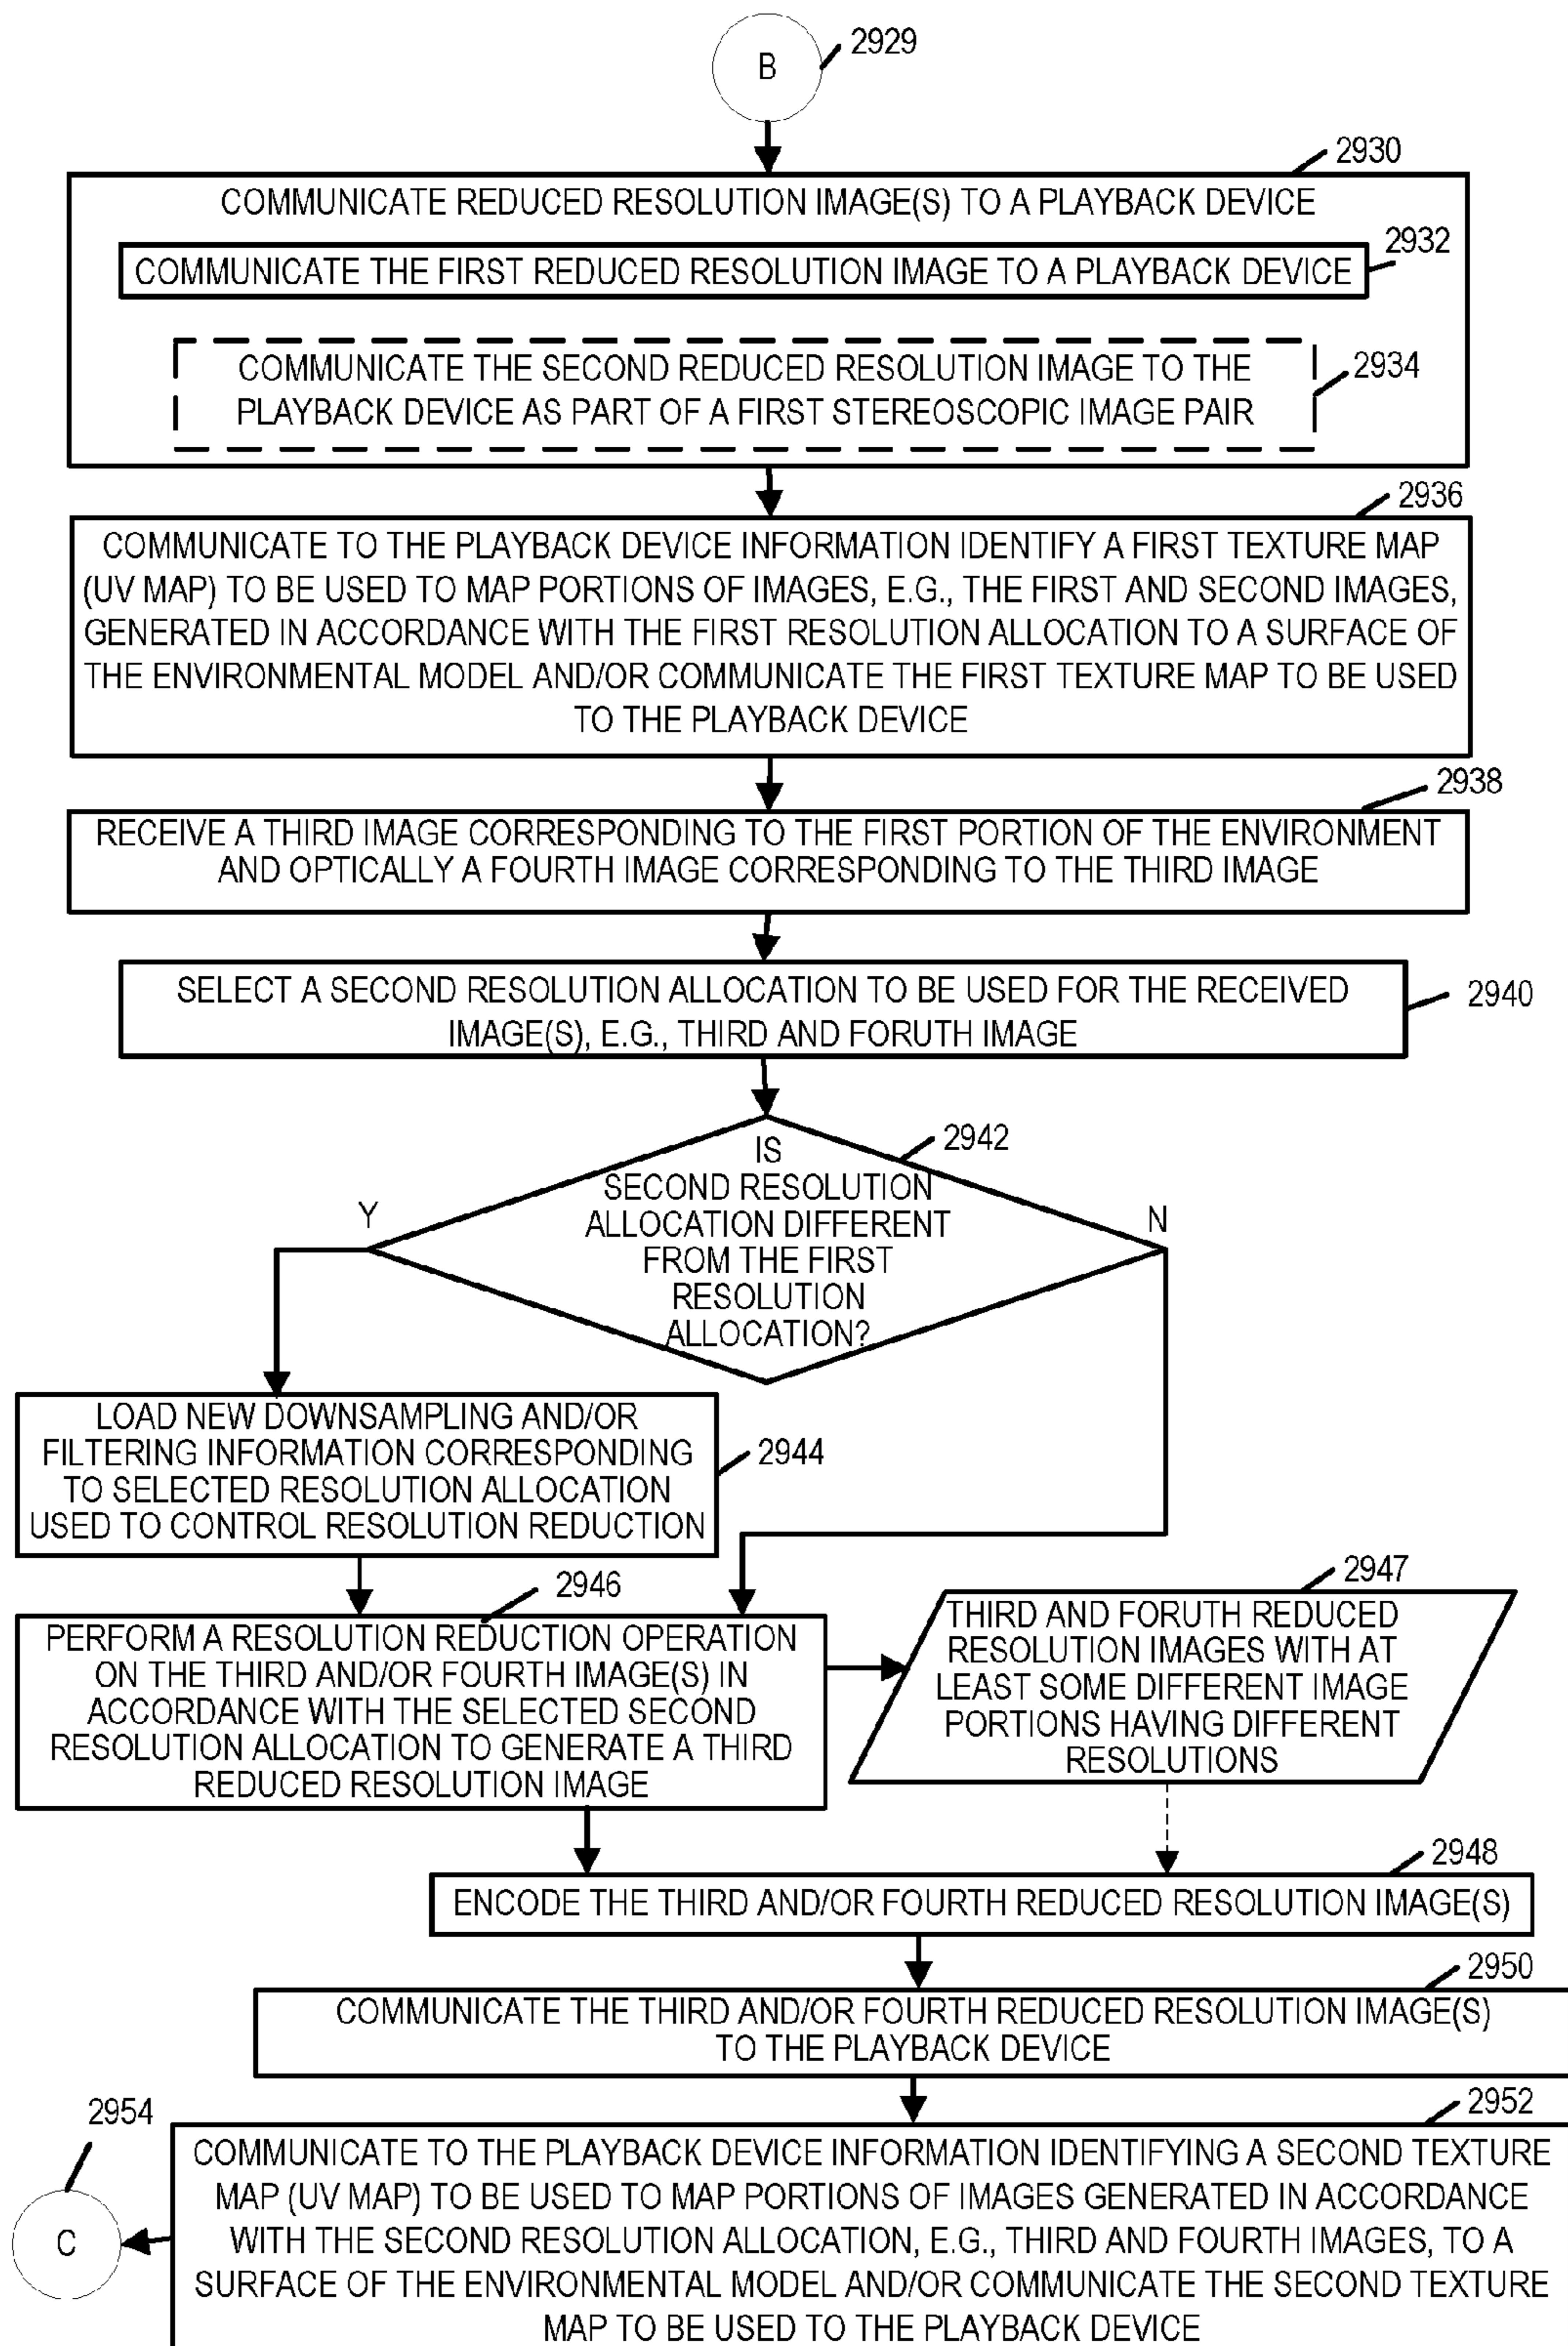 B
2929
2930
COMMUNICATE REDUCED RESOLUTION IMAGE(S) TO A PLAYBACK DEVICE
2932
COMMUNICATE THE FIRST REDUCED RESOLUTION IMAGE TO A PLAYBACK DEVICE
COMMUNICATE THE SECOND REDUCED RESOLUTION IMAGE TO THE
PLAYBACK DEVICE AS PART OF A FIRST STEREOSCOPIC IMAGE PAIR
2934
2936
COMMUNICATE TO THE PLAYBACK DEVICE INFORMATION IDENTIFY A FIRST TEXTURE MAP
(UV MAP) TO BE USED TO MAP PORTIONS OF IMAGES, E.G., THE FIRST AND SECOND IMAGES,
GENERATED IN ACCORDANCE WITH THE FIRST RESOLUTION ALLOCATION TO A SURFACE OF
THE ENVIRONMENTAL MODEL AND/OR COMMUNICATE THE FIRST TEXTURE MAP TO BE USED
TO THE PLAYBACK DEVICE
2938
RECEIVE A THIRD IMAGE CORRESPONDING TO THE FIRST PORTION OF THE ENVIRONMENT
AND OPTICALLY A FOURTH IMAGE CORRESPONDING TO THE THIRD IMAGE
SELECT A SECOND RESOLUTION ALLOCATION TO BE USED FOR THE RECEIVED
IMAGE(S), E.G., THIRD AND FORUTH IMAGE
2940
2942
IS
SECOND RESOLUTION
ALLOCATION DIFFERENT
FROM THE FIRST
RESOLUTION
ALLOCATION?
Y
N
LOAD NEW DOWNSAMPLING AND/OR
FILTERING INFORMATION CORRESPONDING
TO SELECTED RESOLUTION ALLOCATION
USED TO CONTROL RESOLUTION REDUCTION
2944
2946
PERFORM A RESOLUTION REDUCTION OPERATION
ON THE THIRD AND/OR FOURTH IMAGE(S) IN
ACCORDANCE WITH THE SELECTED SECOND
RESOLUTION ALLOCATION TO GENERATE A THIRD
REDUCED RESOLUTION IMAGE
2947
THIRD AND FORUTH REDUCED
RESOLUTION IMAGES WITH AT
LEAST SOME DIFFERENT IMAGE
PORTIONS HAVING DIFFERENT
RESOLUTIONS
2948
ENCODE THE THIRD AND/OR FOURTH REDUCED RESOLUTION IMAGE(S)
2950
COMMUNICATE THE THIRD AND/OR FOURTH REDUCED RESOLUTION IMAGE(S)
TO THE PLAYBACK DEVICE
2952
COMMUNICATE TO THE PLAYBACK DEVICE INFORMATION IDENTIFYING A SECOND TEXTURE
MAP (UV MAP) TO BE USED TO MAP PORTIONS OF IMAGES GENERATED IN ACCORDANCE
WITH THE SECOND RESOLUTION ALLOCATION, E.G., THIRD AND FOURTH IMAGES, TO A
SURFACE OF THE ENVIRONMENTAL MODEL AND/OR COMMUNICATE THE SECOND TEXTURE
MAP TO BE USED TO THE PLAYBACK DEVICE
2954
C